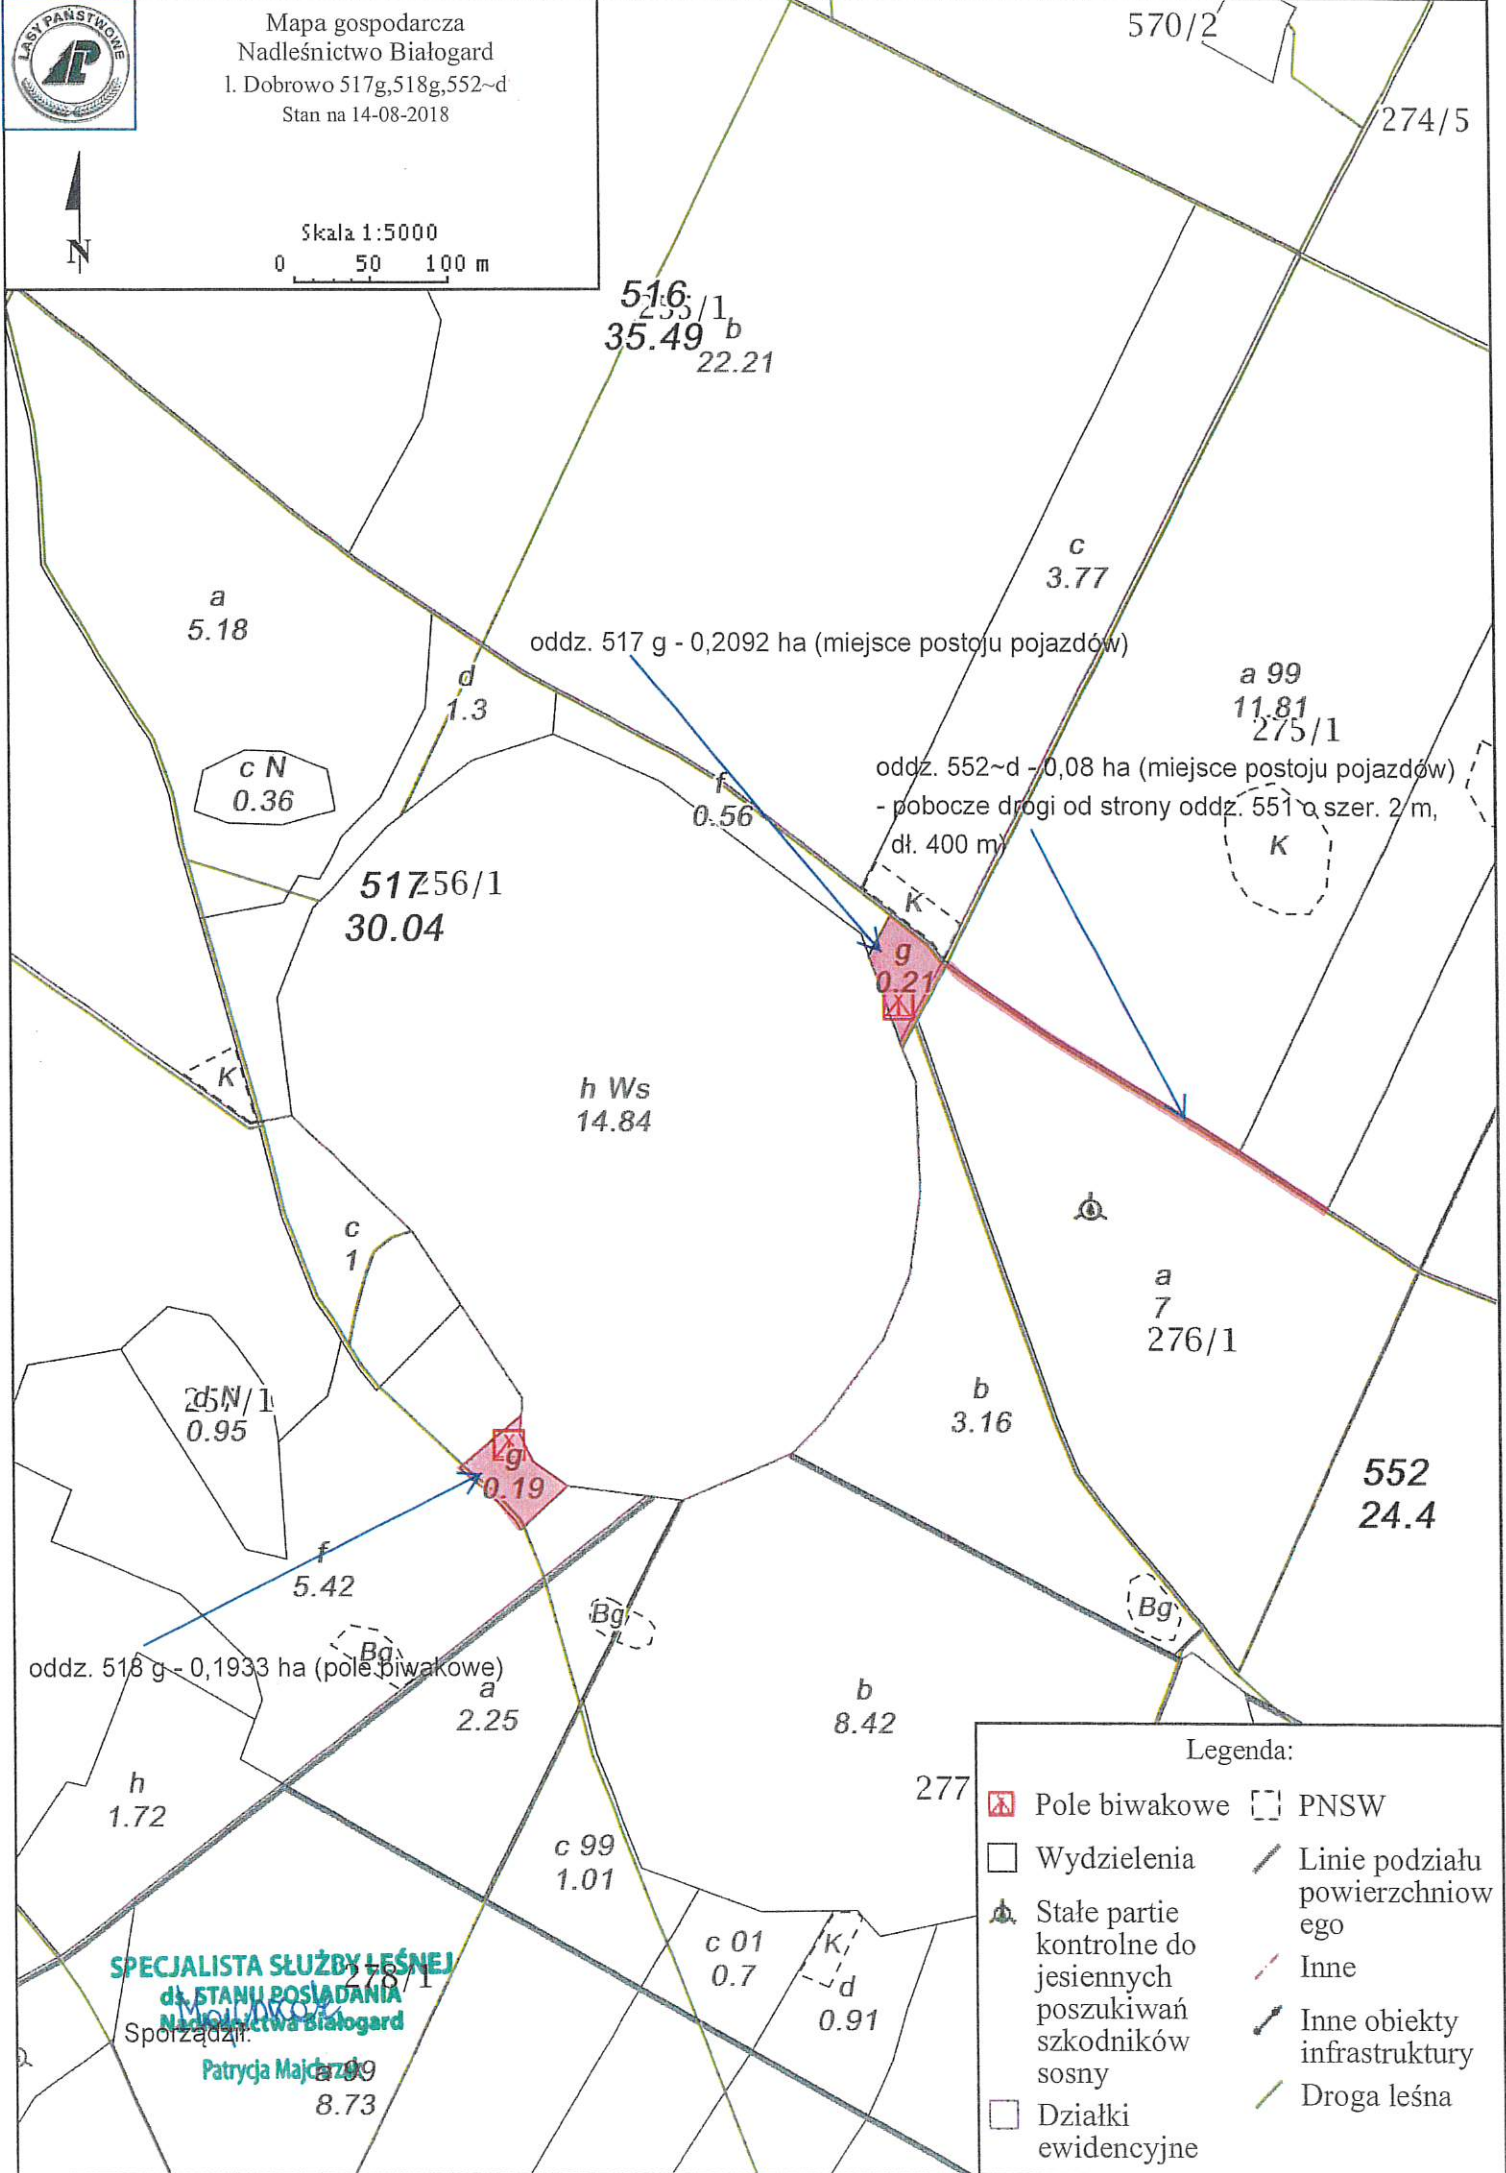 LASY PAŃSTWOWE
Mapa gospodarcza
Nadleśnictwo Białogard
l. Dobrowo 517g,518g,552~d
Stan na 14-08-2018
N
Skala 1:5000
0 50 100 m
570/2
274/5
516
255/1
35.49
b
22.21
c
3.77
a
5.18
oddz. 517 g - 0,2092 ha (miejsce postoju pojazdów)
d
1.3
a 99
11.81
275/1
c N
0.36
f
0.56
oddz. 552~d - 0,08 ha (miejsce postoju pojazdów)
- pobocze drogi od strony oddz. 551 o szer. 2 m,
dł. 400 m)
K
517
256/1
30.04
K
g
0.21
K
h Ws
14.84
c
1
a
7
276/1
257/1
d N
0.95
b
3.16
g
0.19
552
24.4
f
5.42
Bg
Bg
Bg
oddz. 518 g - 0,1933 ha (pole biwakowe)
a
2.25
b
8.42
h
1.72
277
c 99
1.01
c 01
0.7
K
d
0.91
SPECJALISTA SŁUŻBY LEŚNEJ
278/1
ds. STANU POSIADANIA
Nadleśnictwa Białogard
Sporządził:
Patrycja Majchrzak
a 99
8.73
Legenda:
Pole biwakowe
PNSW
Wydzielenia
Linie podziału
powierzchniow
ego
Stałe partie
kontrolne do
jesiennych
poszukiwań
szkodników
sosny
Inne
Inne obiekty
infrastruktury
Droga leśna
Działki
ewidencyjne